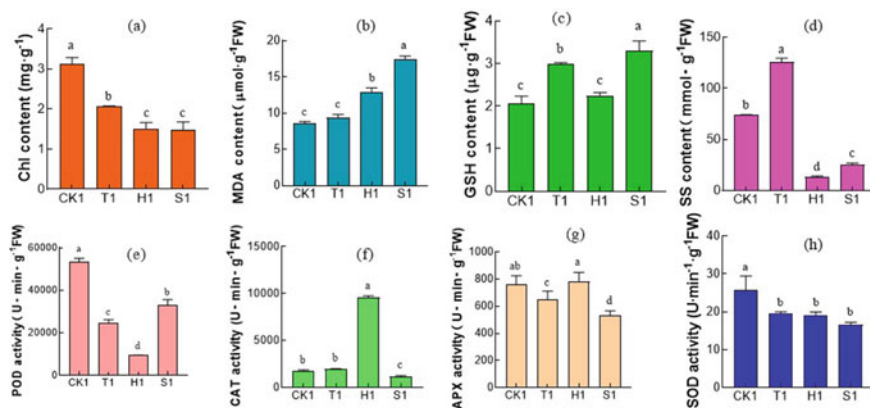 (a)
Chl content (mg·g⁻¹)
4
3
2
1
0
a
b
c
c
CK1 T1 H1 S1
(b)
MDA content ( μmol·g⁻¹FW)
20
15
10
5
0
c
c
b
a
CK1 T1 H1 S1
(c)
GSH content (μg·g⁻¹FW)
4
3
2
1
0
c
b
c
a
CK1 T1 H1 S1
(d)
SS content ( mmol- g⁻¹FW)
150
100
50
0
b
a
d
c
CK1 T1 H1 S1
(e)
POD activity ( U - min - g⁻¹FW)
60000
40000
20000
0
a
c
d
b
CK1 T1 H1 S1
(f)
CAT activity (U - min - g⁻¹FW)
15000
10000
5000
0
b
b
a
c
CK1 T1 H1 S1
(g)
APX activity ( U - min - g⁻¹FW)
1000
800
600
400
200
0
ab
c
a
d
CK1 T1 H1 S1
(h)
SOD activity (U·min⁻¹·g⁻¹FW)
40
30
20
10
0
a
b
b
b
CK1 T1 H1 S1